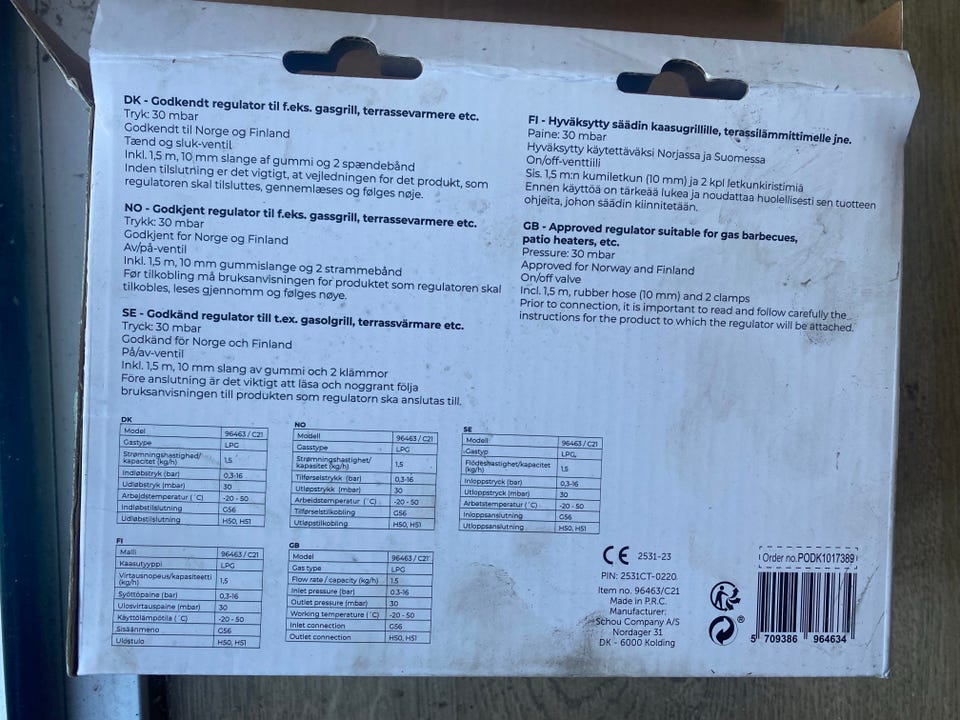 DK - Godkendt regulator til f.eks. gasgrill, terrassevarmere etc.
Tryk: 30 mbar
Godkendt til Norge og Finland
Tænd og sluk-ventil
Inkl. 1,5 m, 10 mm slange af gummi og 2 spændebånd
Inden tilslutning er det vigtigt, at vejledningen for det produkt, som
regulatoren skal tilsluttes, gennemlæses og følges nøje.
NO - Godkjent regulator til f.eks. gassgrill, terrassevarmere etc.
Trykk: 30 mbar
Godkjent for Norge og Finland
Av/på-ventil
Inkl. 1,5 m, 10 mm gummislange og 2 strammebånd
Før tilkobling må bruksanvisningen for produktet som regulatoren skal
tilkobles, leses gjennomm og følges nøye.
SE - Godkänd regulator till t.ex. gasolgrill, terrassvärmare etc.
Tryck: 30 mbar
Godkänd för Norge och Finland
På/av-ventil
Inkl. 1,5 m, 10 mm slang av gummi och 2 klämmor
Före anslutning är det viktigt att läsa och noggrant följa
bruksanvisningen till produkten som regulatorn ska anslutas till.
FI - Hyväksytty säädin kaasugrillille, terassilämmittimelle jne.
Paine: 30 mbar
Hyväksytty käytettäväksi Norjassa ja Suomessa
On/off-venttiili
Sis. 1,5 m:n kumiletkun (10 mm) ja 2 kpl letkunkiristimiä
Ennen käyttöä on tärkeää lukea ja noudattaa huolellisesti sen tuotteen
ohjeita, johon säädin kiinnitetään.
GB - Approved regulator suitable for gas barbecues,
patio heaters, etc.
Pressure: 30 mbar
Approved for Norway and Finland
On/off valve
Incl. 1,5 m, rubber hose (10 mm) and 2 clamps
Prior to connection, it is important to read and follow carefully the
instructions for the product to which the regulator will be attached.
DK
Model 96463 / C21
Gastype LPG
Strømningshastighed/
kapacitet (kg/h) 1,5
Indløbstryk (bar) 0,3-16
Udløbstryk (mbar) 30
Arbejdstemperatur (°C) -20 - 50
Indløbstilslutning G56
Udløbstilslutning H50, H51
NO
Modell 96463 / C21
Gasstype LPG
Strømningshastighet/
kapasitet (kg/h) 1,5
Tilførselstrykk (bar) 0,3-16
Utløpstrykk (mbar) 30
Arbeidstemperatur (°C) -20 - 50
Tilførselstilkobling G56
Utløpstilkobling H50, H51
SE
Modell 96463 / C21
Gastyp LPG,
Flödeshastighet/kapacitet
(kg/h) 1,5
Inloppstryck (bar) 0,3-16
Utloppstryck (mbar) 30
Arbetstemperatur (°C) -20 - 50
Inloppsanslutning G56
Utloppsanslutning H50, H51
FI
Malli 96463 / C21
Kaasutyyppi LPG
Virtausnopeus/kapasiteetti
(kg/h) 1,5
Syöttöpaine (bar) 0,3-16
Ulosvirtauspaine (mbar) 30
Käyttölämpötila (°C) -20 - 50
Sisäänmeno G56
Ulostulo H50, H51
GB
Model 96463 / C21
Gas type LPG
Flow rate / capacity (kg/h) 1.5
Inlet pressure (bar) 0.3-16
Outlet pressure (mbar) 30
Working temperature (°C) -20 - 50
Inlet connection G56
Outlet connection H50, H51
CE 2531-23
PIN: 2531CT-0220
Item no. 96463/C21
Made in P.R.C.
Manufacturer:
Schou Company A/S
Nordager 31
DK - 6000 Kolding
Order no.PODK1017389
®
5 709386 964634